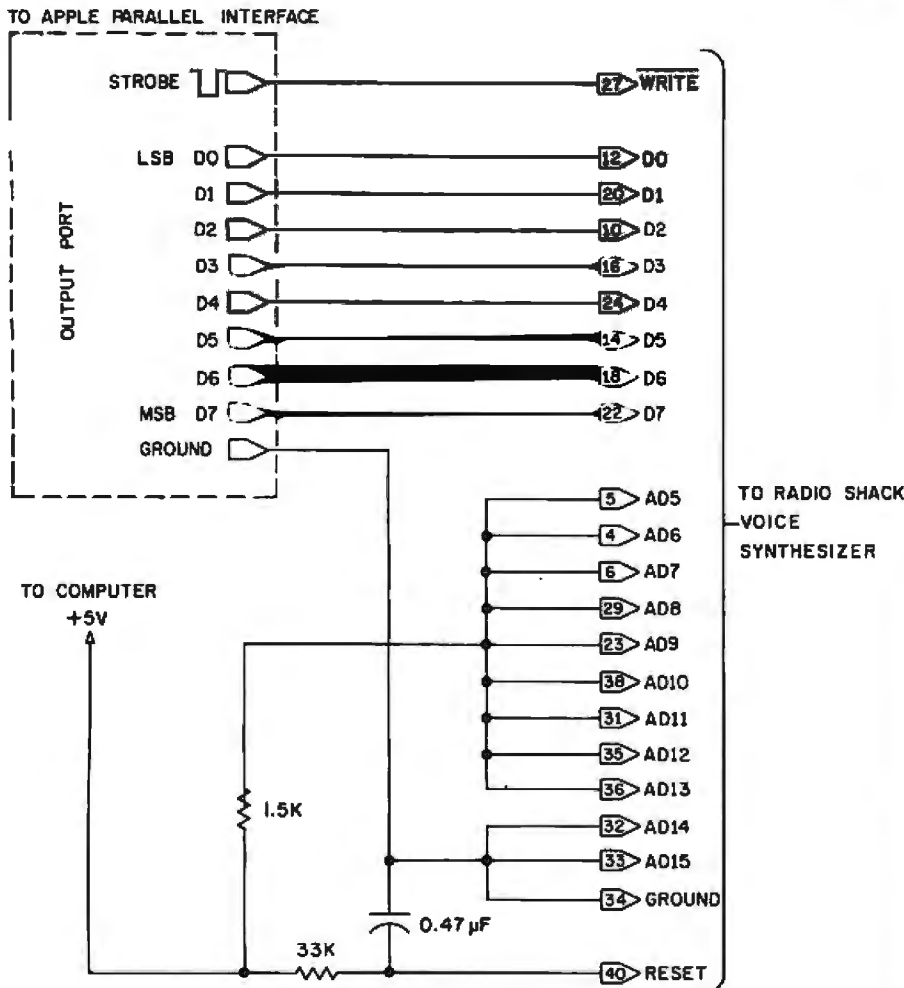 TO APPLE PARALLEL INTERFACE
STROBE
27 WRITE
LSB D0
12 D0
D1
20 D1
D2
10 D2
D3
16 D3
D4
24 D4
D5
14 D5
D6
18 D6
MSB D7
22 D7
GROUND
OUTPUT PORT
5 AD5
4 AD6
6 AD7
29 AD8
23 AD9
38 AD10
31 AD11
35 AD12
36 AD13
32 AD14
33 AD15
34 GROUND
40 RESET
TO RADIO SHACK
VOICE
SYNTHESIZER
TO COMPUTER
+5V
1.5K
0.47 µF
33K